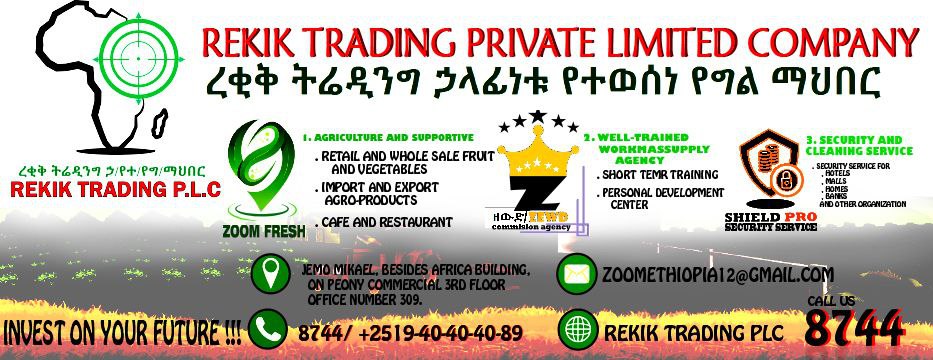 REKIK TRADING PRIVATE LIMITED COMPANY
ረቂቅ ትሬዲንግ ኃላፊነቱ የተወሰነ የግል ማህበር
ረቂቅ ትሬዲንግ ኃ/የተ/የግ/ማህበር
REKIK TRADING P.L.C
ZOOM FRESH
1. AGRICULTURE AND SUPPORTIVE
. RETAIL AND WHOLE SALE FRUIT
AND VEGETABLES
. IMPORT AND EXPORT
AGRO-PRODUCTS
. CAFE AND RESTAURANT
Z
ዘውድ/ZEWD
commision agency
2. WELL-TRAINED
WORKMASSUPPLY
AGENCY
. SHORT TEMR TRAINING
. PERSONAL DEVELOPMENT
CENTER
SHIELD PRO
SECURITY SERVICE
3. SECURITY AND
CLEANING SERVICE
. SECURITY SERVICE FOR
. HOTELS
. MALLS
. HOMES
. BANKS
AND OTHER ORGANIZATION
JEMO MIKAEL, BESIDES AFRICA BUILDING,
ON PEONY COMMERCIAL 3RD FLOOR
OFFICE NUMBER 309.
ZOOMETHIOPIA12@GMAIL.COM
INVEST ON YOUR FUTURE !!!
8744/ +2519-40-40-40-89
REKIK TRADING PLC
CALL US
8744